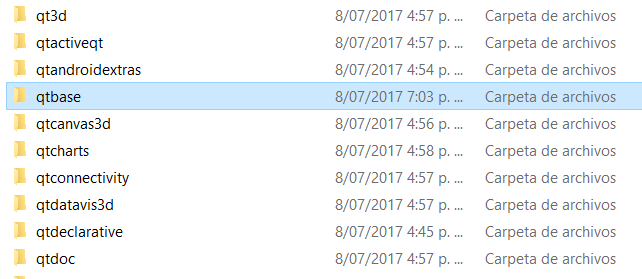 qt3d 8/07/2017 4:57 p. ... Carpeta de archivos
qtactiveqt 8/07/2017 4:57 p. ... Carpeta de archivos
qtandroidextras 8/07/2017 4:54 p. ... Carpeta de archivos
qtbase 8/07/2017 7:03 p. ... Carpeta de archivos
qtcanvas3d 8/07/2017 4:56 p. ... Carpeta de archivos
qtcharts 8/07/2017 4:58 p. ... Carpeta de archivos
qtconnectivity 8/07/2017 4:57 p. ... Carpeta de archivos
qtdatavis3d 8/07/2017 4:57 p. ... Carpeta de archivos
qtdeclarative 8/07/2017 4:45 p. ... Carpeta de archivos
qtdoc 8/07/2017 4:57 p. ... Carpeta de archivos